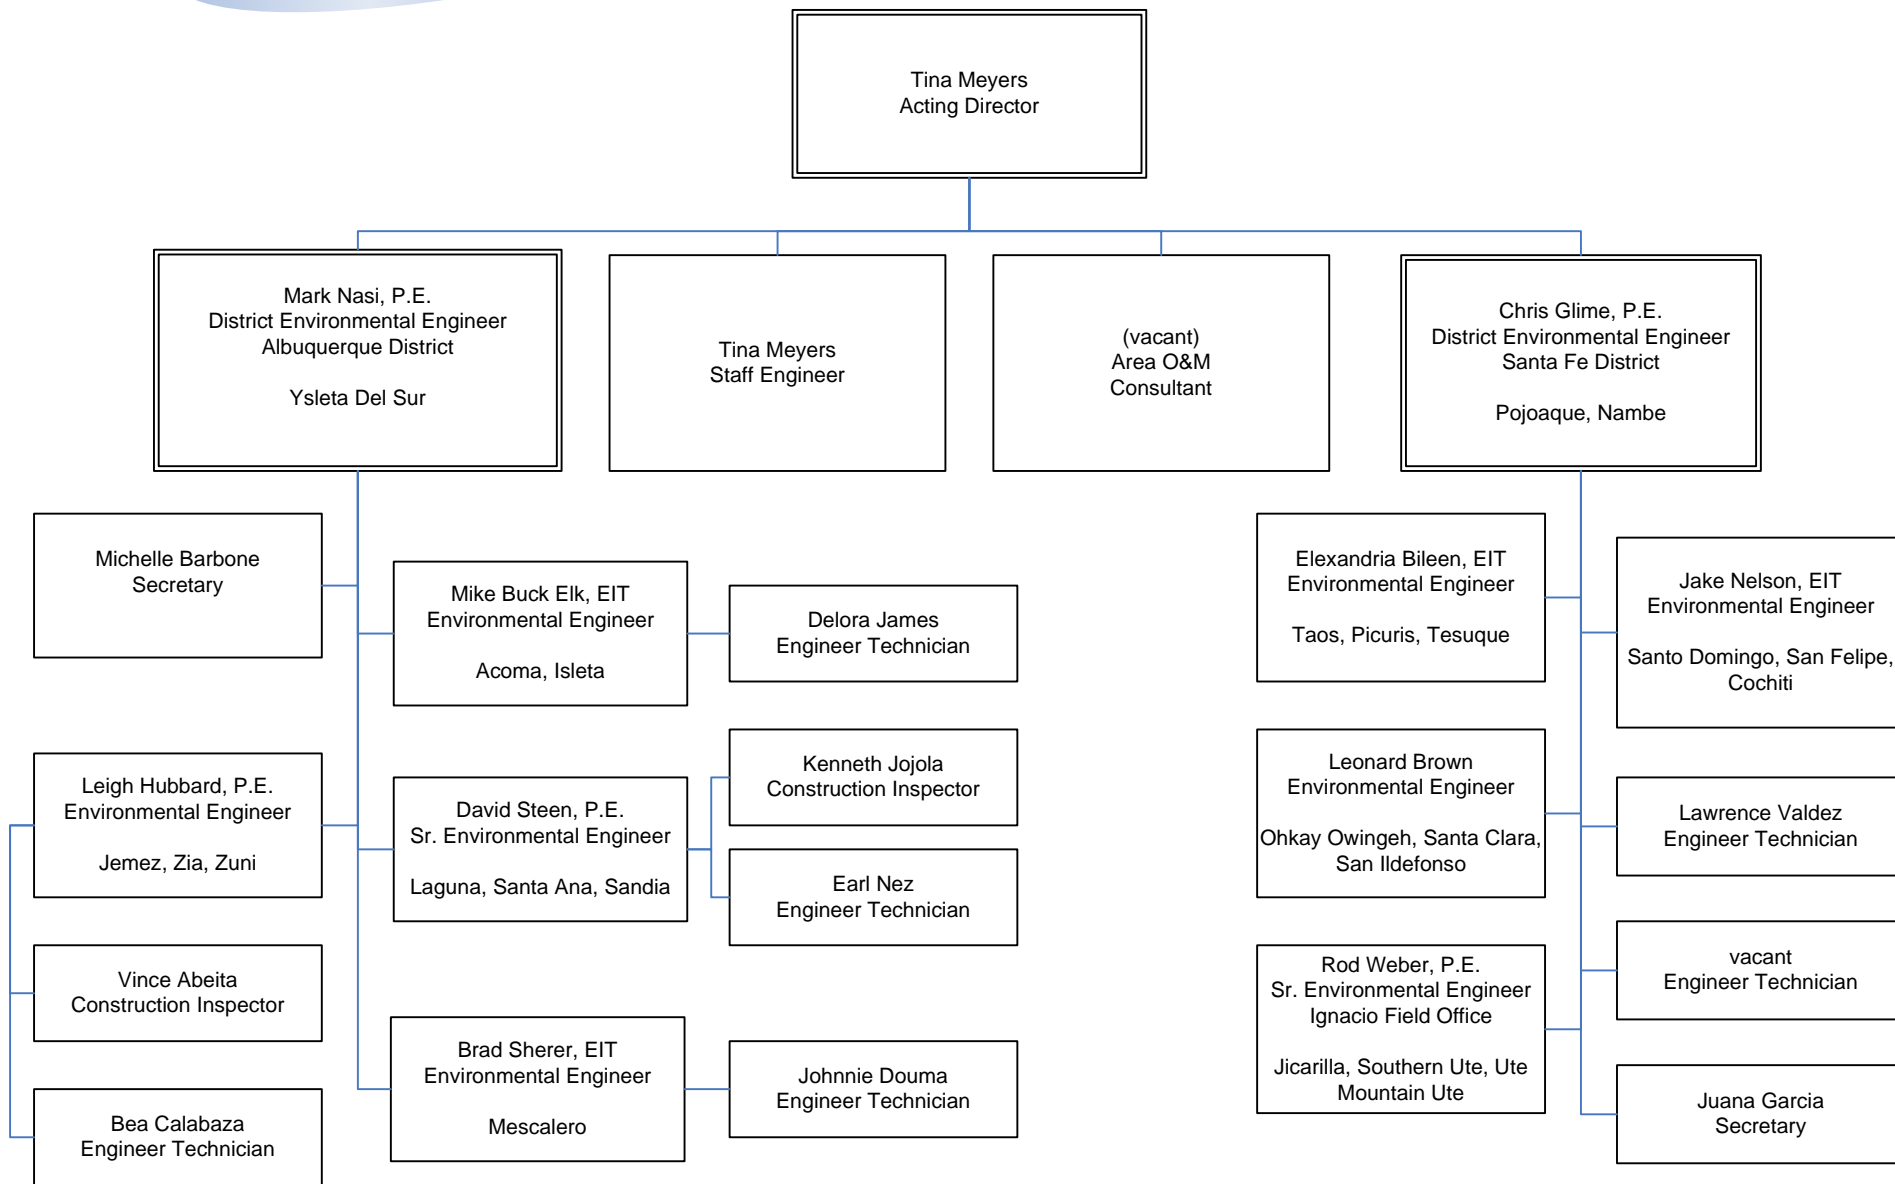 Tina Meyers
Acting Director
Mark Nasi, P.E.
District Environmental Engineer
Albuquerque District
Ysleta Del Sur
Tina Meyers
Staff Engineer
(vacant)
Area O&M
Consultant
Chris Glime, P.E.
District Environmental Engineer
Santa Fe District
Pojoaque, Nambe
Michelle Barbone
Secretary
Mike Buck Elk, EIT
Environmental Engineer
Acoma, Isleta
Delora James
Engineer Technician
Leigh Hubbard, P.E.
Environmental Engineer
Jemez, Zia, Zuni
David Steen, P.E.
Sr. Environmental Engineer
Laguna, Santa Ana, Sandia
Kenneth Jojola
Construction Inspector
Earl Nez
Engineer Technician
Vince Abeita
Construction Inspector
Bea Calabaza
Engineer Technician
Brad Sherer, EIT
Environmental Engineer
Mescalero
Johnnie Douma
Engineer Technician
Elexandria Bileen, EIT
Environmental Engineer
Taos, Picuris, Tesuque
Jake Nelson, EIT
Environmental Engineer
Santo Domingo, San Felipe,
Cochiti
Leonard Brown
Environmental Engineer
Ohkay Owingeh, Santa Clara,
San Ildefonso
Lawrence Valdez
Engineer Technician
Rod Weber, P.E.
Sr. Environmental Engineer
Ignacio Field Office
Jicarilla, Southern Ute, Ute
Mountain Ute
vacant
Engineer Technician
Juana Garcia
Secretary